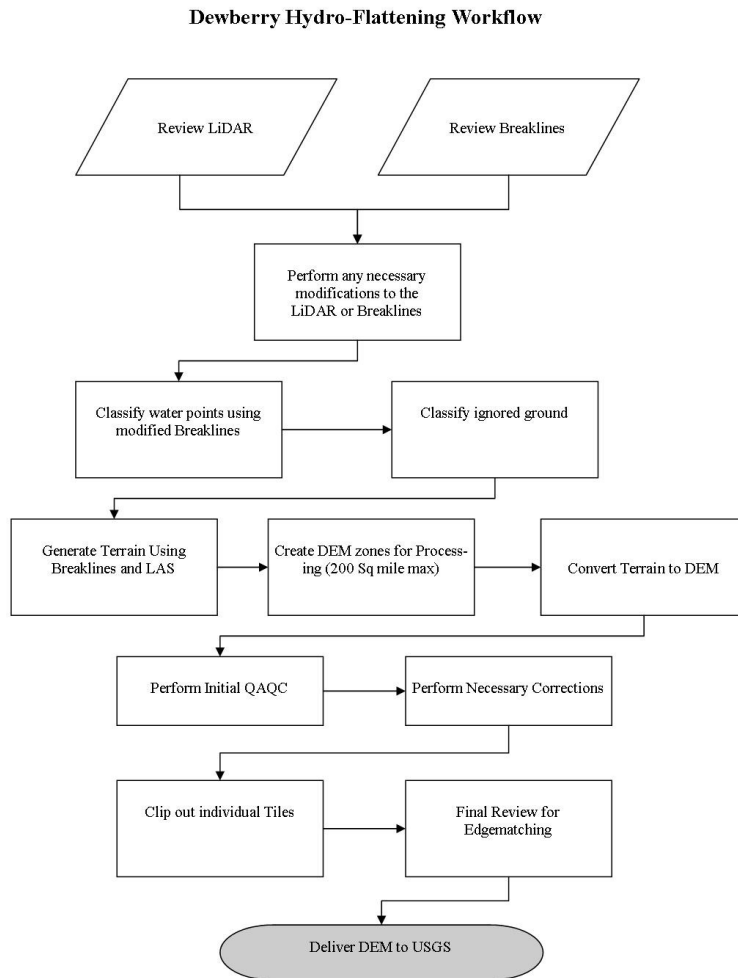 Dewberry Hydro-Flattening Workflow
Review LiDAR
Review Breaklines
Perform any necessary
modifications to the
LiDAR or Breaklines
Classify water points using
modified Breaklines
Classify ignored ground
Generate Terrain Using
Breaklines and LAS
Create DEM zones for Process-
ing (200 Sq mile max)
Convert Terrain to DEM
Perform Initial QAQC
Perform Necessary Corrections
Clip out individual Tiles
Final Review for
Edgematching
Deliver DEM to USGS